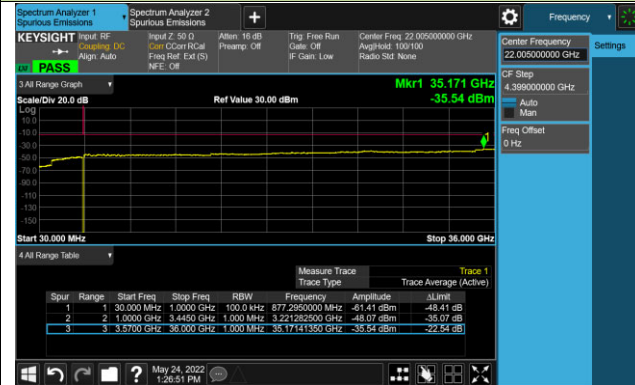 Spectrum Analyzer 1
Spurious Emissions
Spectrum Analyzer 2
Spurious Emissions
Frequency
KEYSIGHT
Input: RF
Coupling: DC
Align: Auto
Input Z: 50 Ω
Corr CCorr RCal
Freq Ref: Ext (S)
NFE: Off
Atten: 16 dB
Preamp: Off
Trig: Free Run
Gate: Off
IF Gain: Low
Center Freq: 22.005000000 GHz
Avg|Hold: 100/100
Radio Std: None
PASS
Center Frequency
22.005000000 GHz
Settings
CF Step
4.399000000 GHz
Auto
Man
Freq Offset
0 Hz
3 All Range Graph
Mkr1 35.171 GHz
Scale/Div 20.0 dB
Ref Value 30.00 dBm
-35.54 dBm
Log
10.0
-10.0
-30.0
-50.0
-70.0
-90.0
-110
-130
-150
1
Start 30.000 MHz
Stop 36.000 GHz
4 All Range Table
Measure Trace Trace 1
Trace Type Trace Average (Active)
Spur Range Start Freq Stop Freq RBW Frequency Amplitude ΔLimit
1 1 30.000 MHz 1.0000 GHz 100.0 kHz 877.2950000 MHz -61.41 dBm -48.41 dB
2 2 1.0000 GHz 3.4450 GHz 1.000 MHz 3.221282500 GHz -48.07 dBm -35.07 dB
3 3 3.5700 GHz 36.000 GHz 1.000 MHz 35.17141350 GHz -35.54 dBm -22.54 dB
May 24, 2022
1:26:51 PM